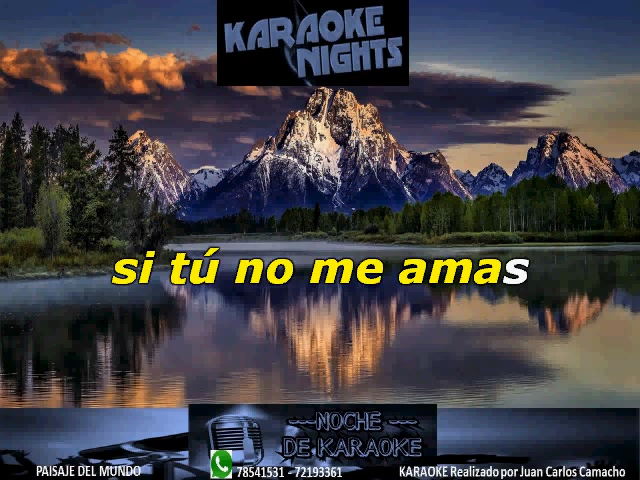 KARAOKE
NIGHTS
si tú no me amas
---NOCHE---
DE KARAOKE
PAISAJE DEL MUNDO
78541531 - 72193361
KARAOKE Realizado por Juan Carlos Camacho